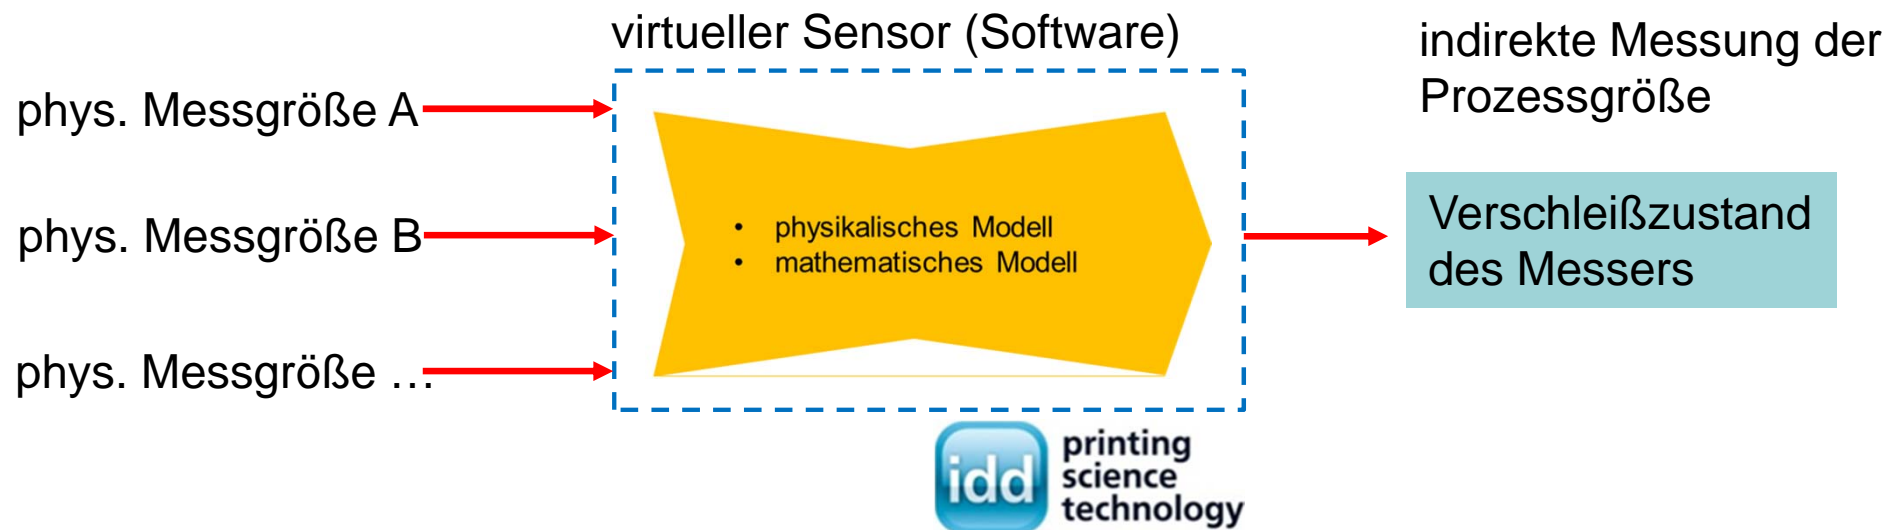 virtueller Sensor (Software)
indirekte Messung der
Prozessgröße
phys. Messgröße A
phys. Messgröße B
phys. Messgröße …
• physikalisches Modell
• mathematisches Modell
Verschleißzustand
des Messers
idd
printing
science
technology